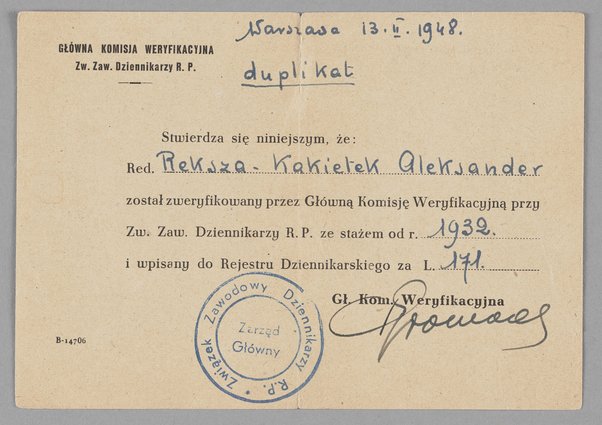 Warszawa 13.II.1948.
GŁÓWNA KOMISJA WERYFIKACYJNA
Zw. Zaw. Dziennikarzy R. P.
duplikat
Stwierdza się niniejszym, że:
Red. Reksza-Kakietek Aleksander
został zweryfikowany przez Główną Komisję Weryfikacyjną przy
Zw. Zaw. Dziennikarzy R. P. ze stażem od r. 1932.
i wpisany do Rejestru Dziennikarskiego za L. 171.
Gł. Kom. Weryfikacyjna
Związek Zawodowy Dziennikarzy R.P.
Zarząd
Główny
B-14706